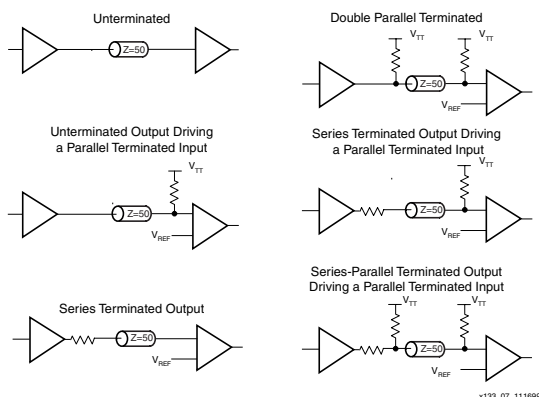 Unterminated
Z=50
Double Parallel Terminated
VTT
VTT
Z=50
VREF
Unterminated Output Driving
a Parallel Terminated Input
VTT
Z=50
VREF
Series Terminated Output Driving
a Parallel Terminated Input
VTT
Z=50
VREF
Series Terminated Output
Z=50
VREF
Series-Parallel Terminated Output
Driving a Parallel Terminated Input
VTT
VTT
Z=50
VREF
x133_07_111699